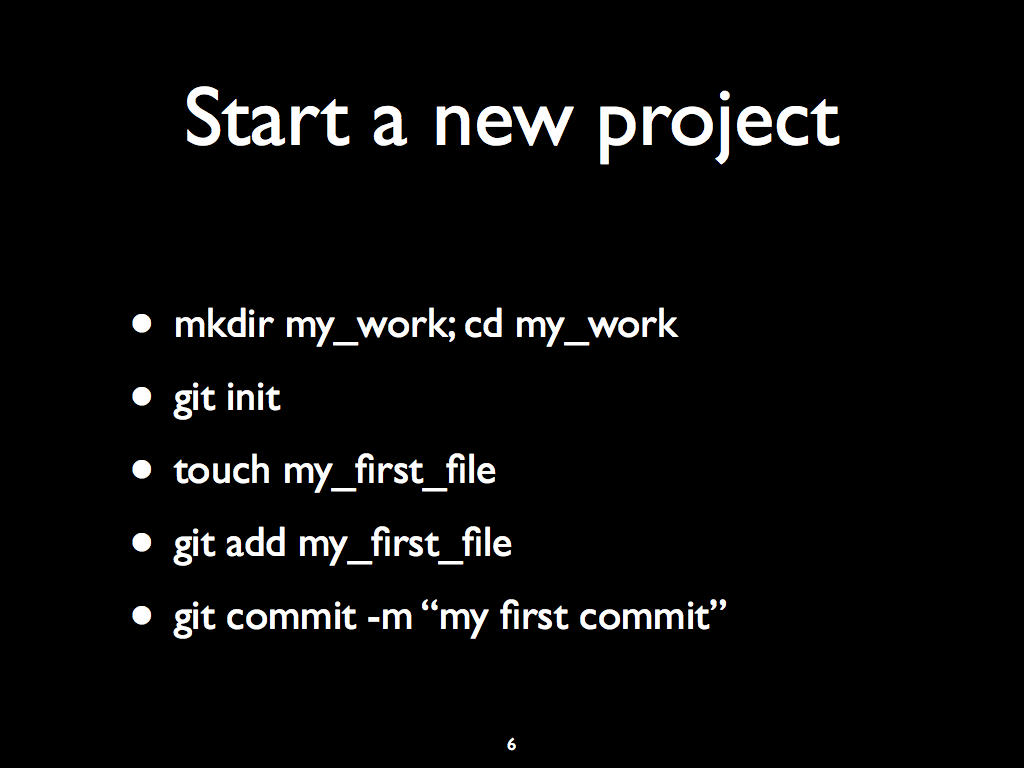 Start a new project
• mkdir my_work; cd my_work
• git init
• touch my_first_file
• git add my_first_file
• git commit -m “my first commit”
6